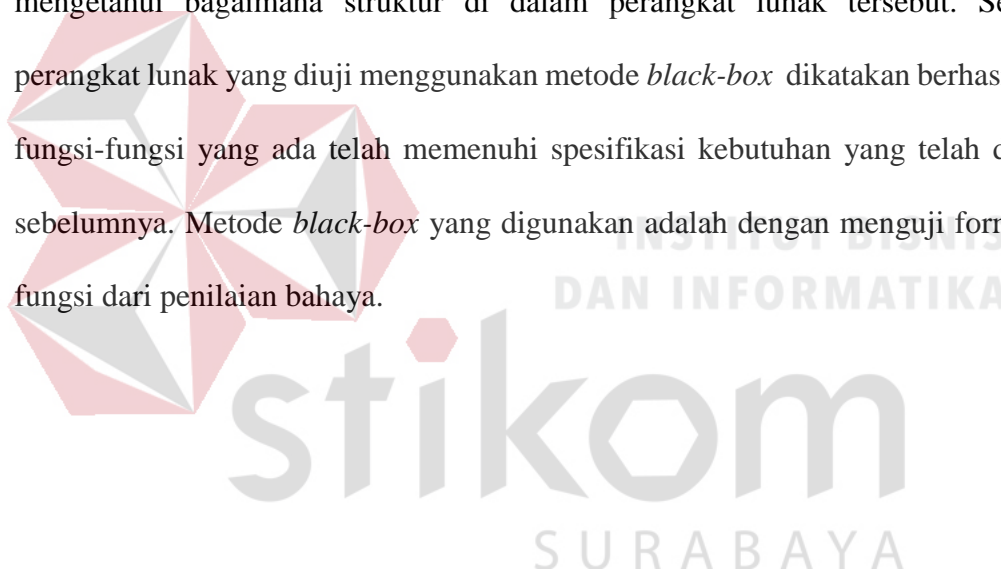 mengetahui bagaimana struktur di dalam perangkat lunak tersebut. Se
perangkat lunak yang diuji menggunakan metode black-box dikatakan berhas
fungsi-fungsi yang ada telah memenuhi spesifikasi kebutuhan yang telah d
sebelumnya. Metode black-box yang digunakan adalah dengan menguji for
fungsi dari penilaian bahaya.
INSTITUT BISNIS
DAN INFORMATIKA
stikom
SURABAYA